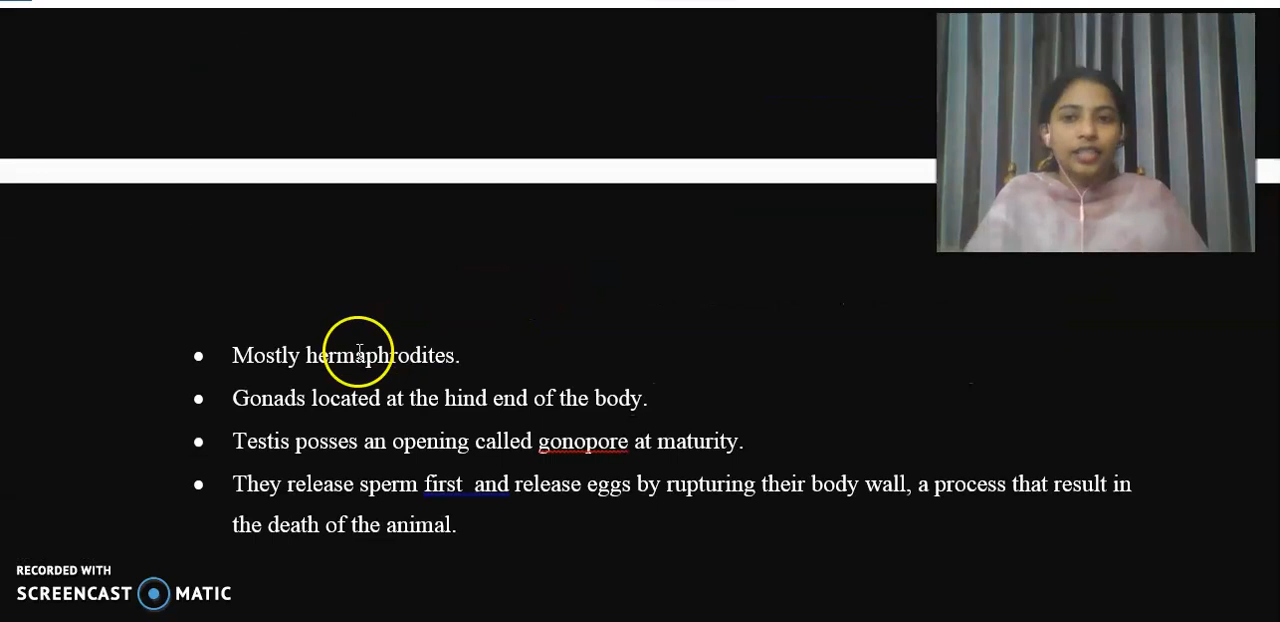 Mostly hermaphrodites.
Gonads located at the hind end of the body.
Testis posses an opening called gonopore at maturity.
They release sperm first and release eggs by rupturing their body wall, a process that result in
the death of the animal.
RECORDED WITH
SCREENCAST MATIC